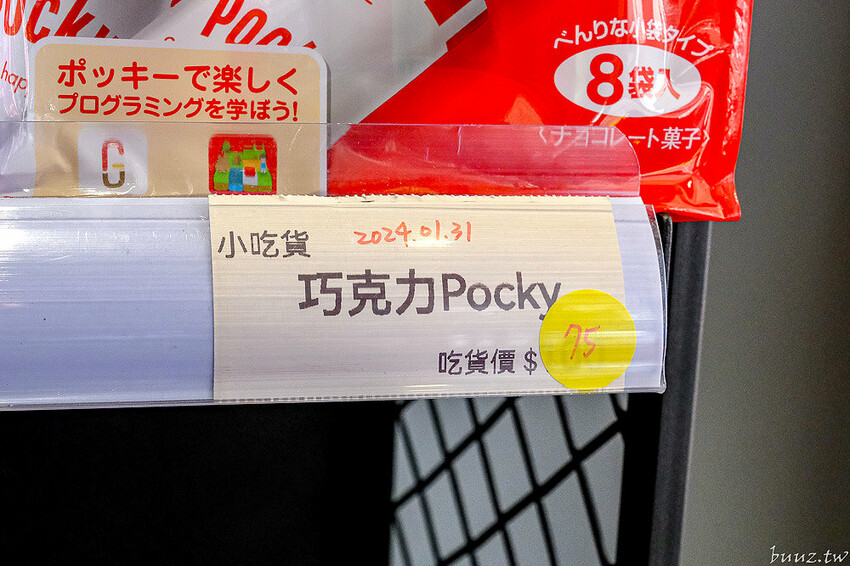 Pocky
hap
べんりな小袋タイプ
8袋入
ポッキーで楽しく
プログラミングを学ぼう!
〈チョコレート菓子〉
G
小吃貨
2024.01.31
巧克力Pocky
吃貨價$
75
buuz.tw